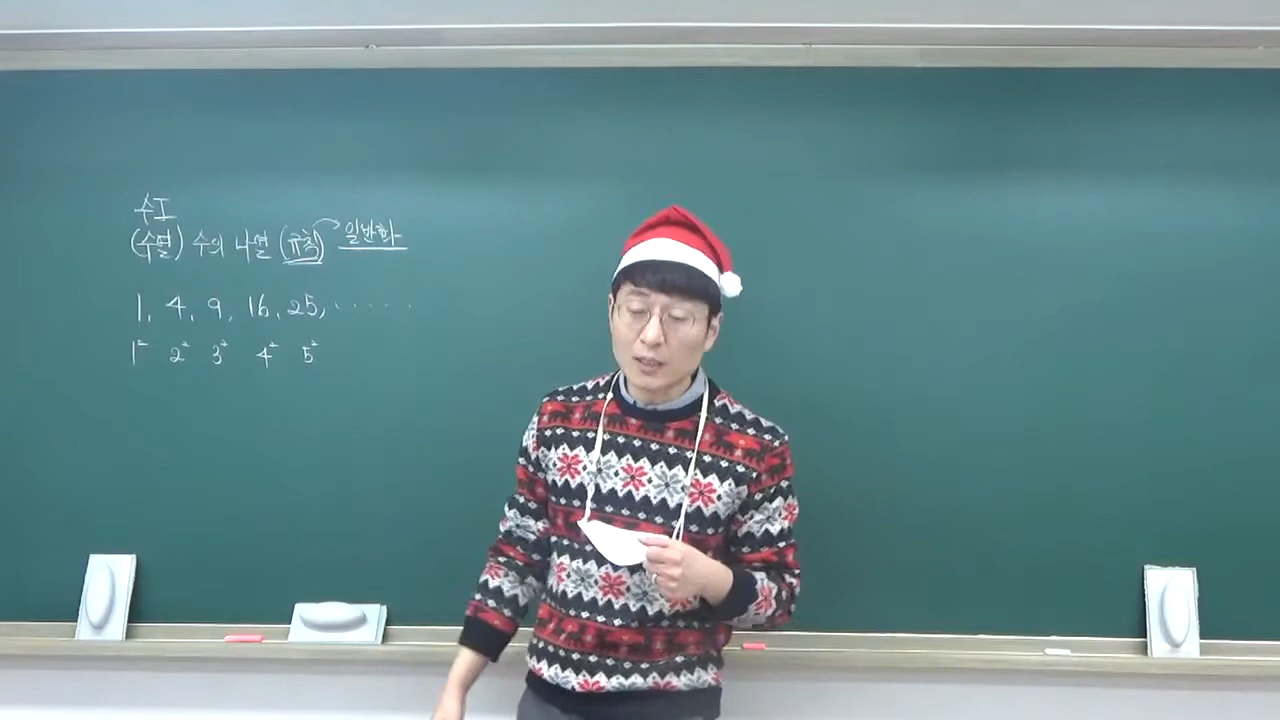 수I
(수열) 수의 나열 (규칙) 일반화
1, 4, 9, 16, 25, ......
1² 2² 3² 4² 5²